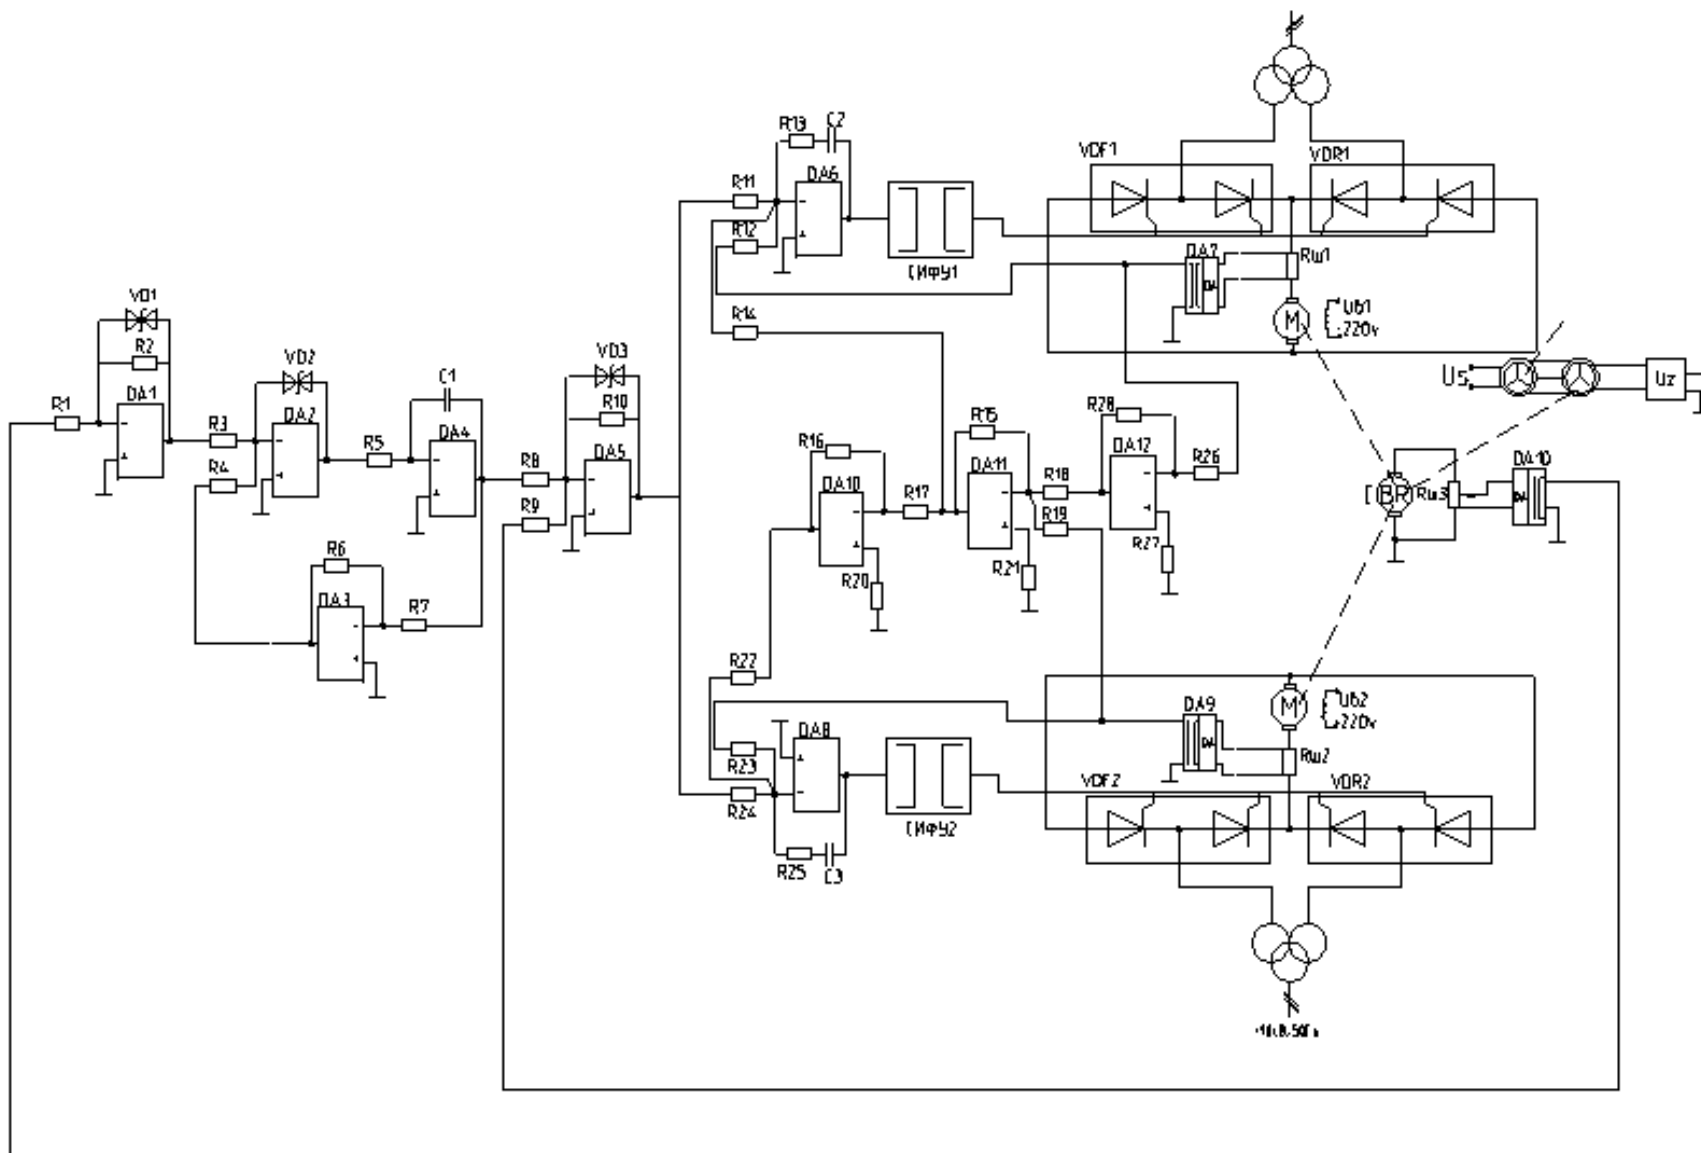 C2
R13
VDF1
VDR1
R11
DA6
R12
СИФУ1
DA7
DA
Rш1
М
Uв1
220v
VD1
R2
R14
VD2
VD3
Us
Uz
R1
DA1
C1
R10
R28
R15
R3
DA2
R5
DA4
R16
R8
DA5
DA11
DA12
R26
R4
DA10
R17
R18
BR
Rш3
DA10
DA
R9
R19
R6
R20
R21
R27
DA3
R7
R22
DA9
М
Uв2
220v
DA8
DA
Rш2
R23
VDF2
VDR2
R24
СИФУ2
R25
C3